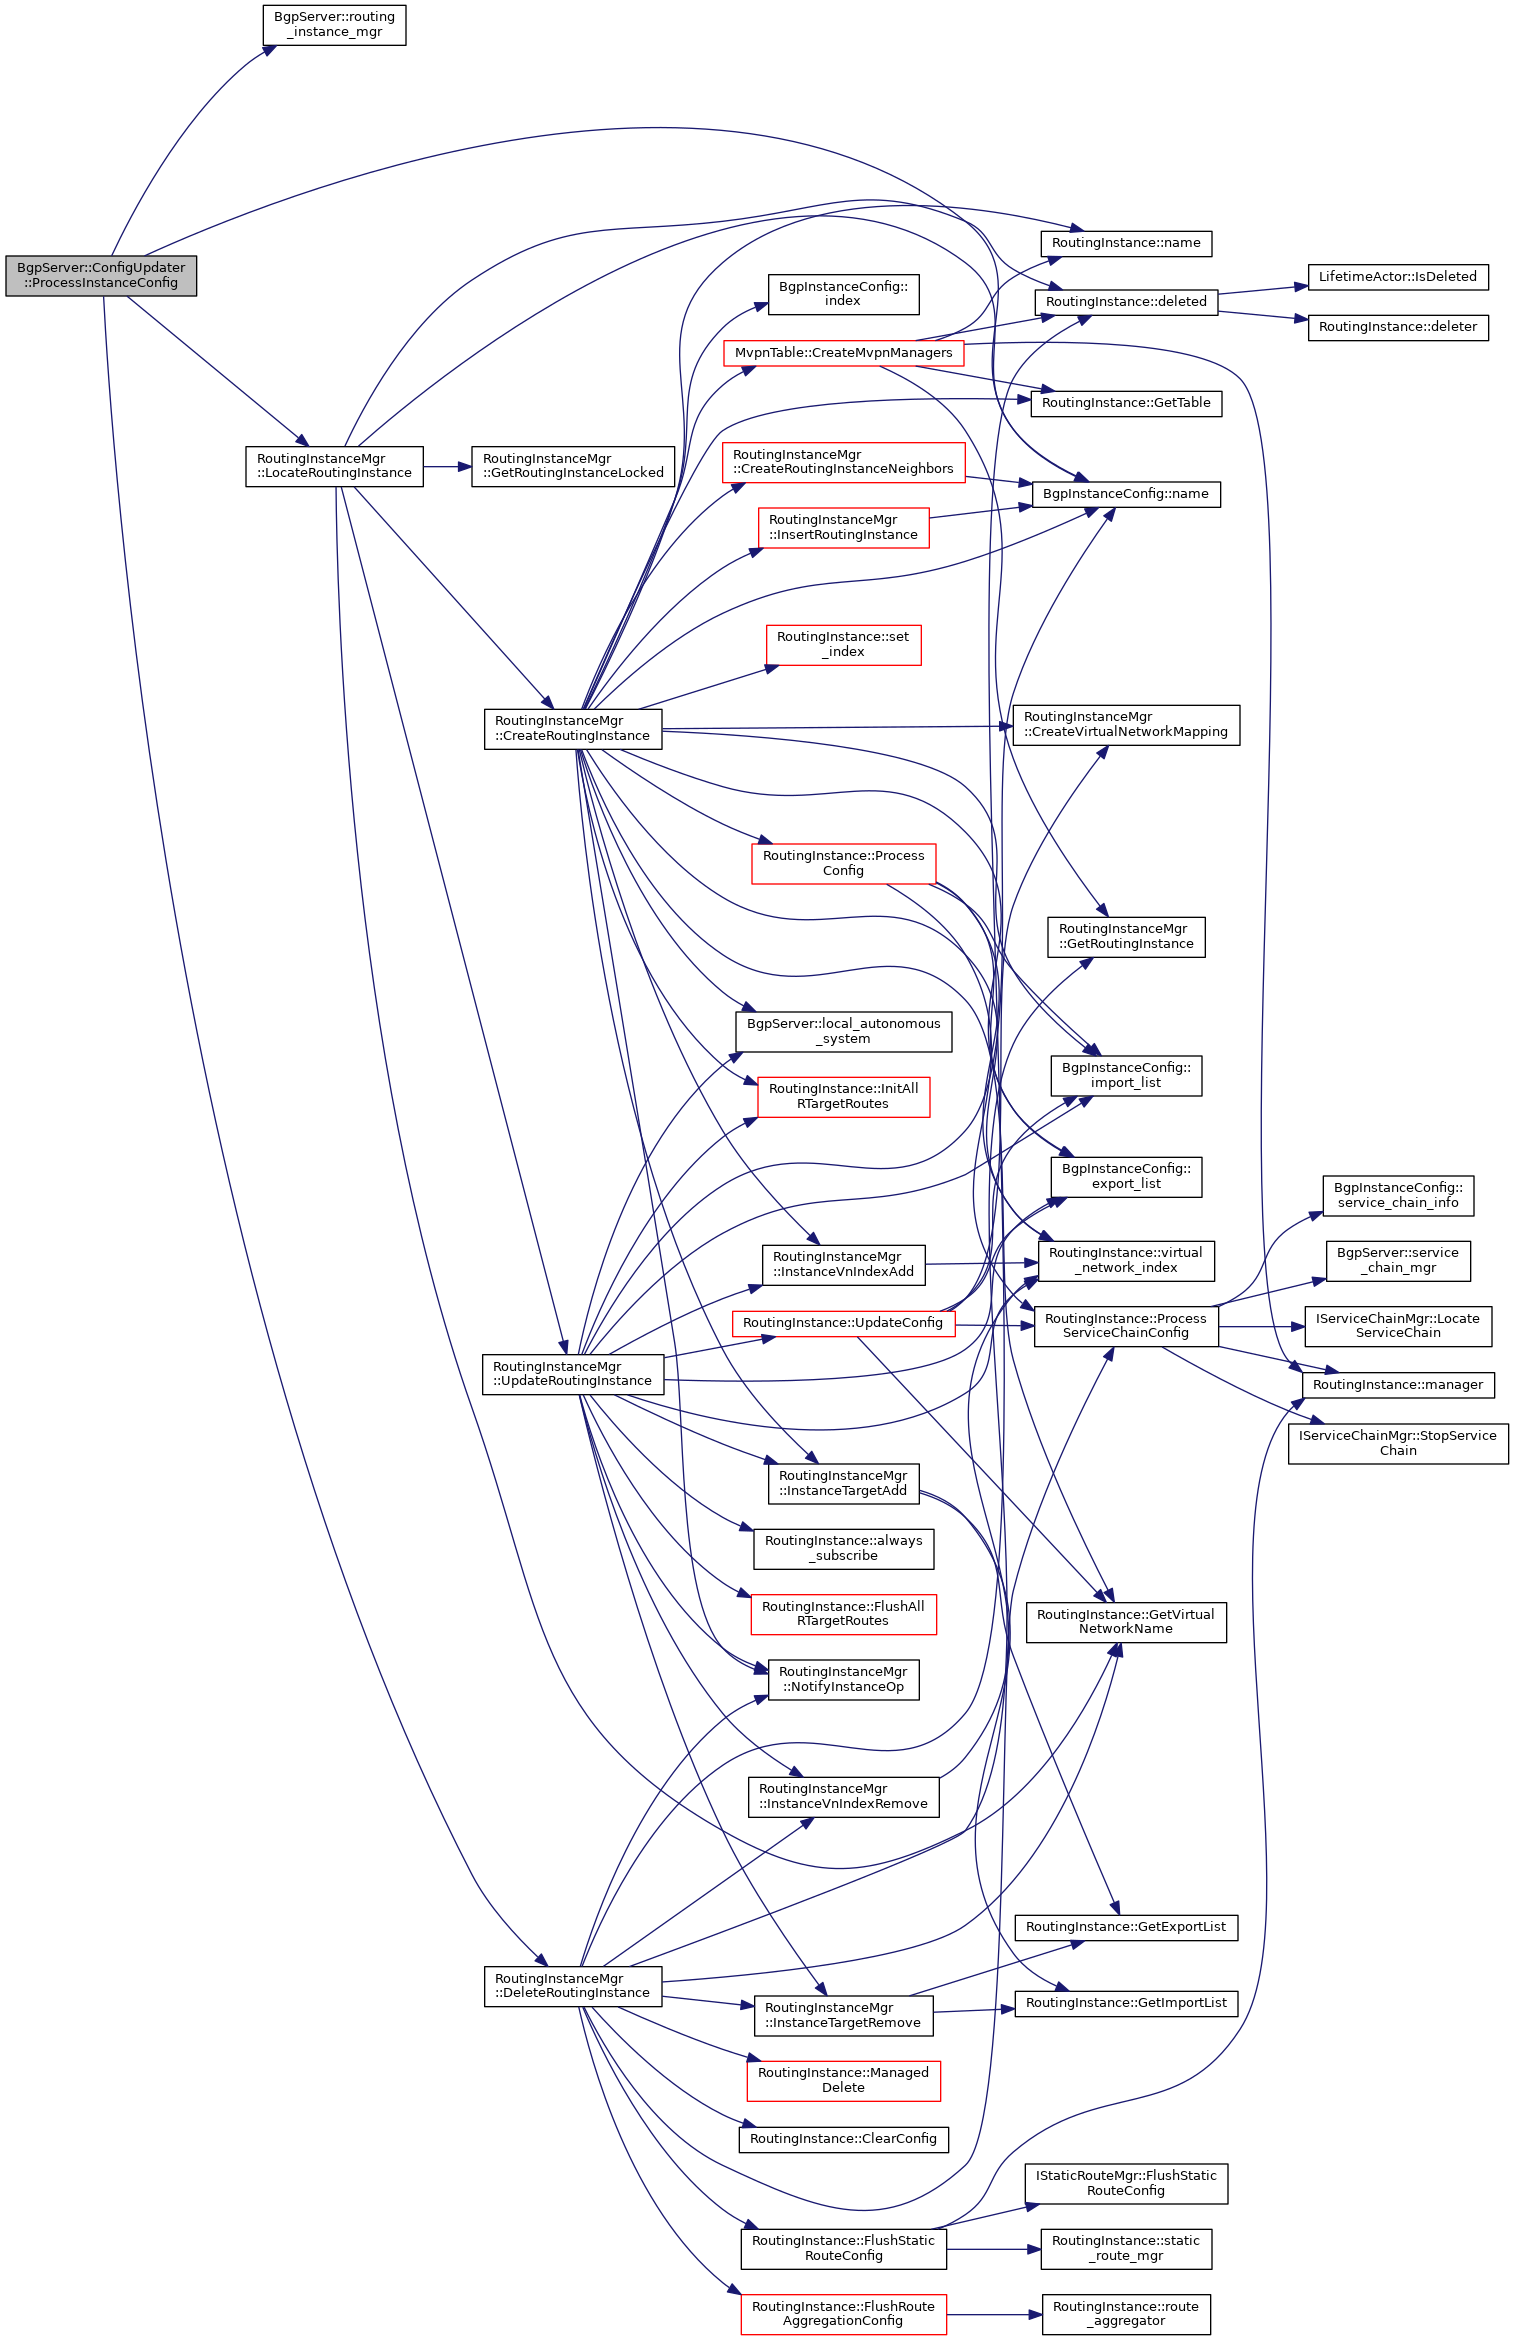 BgpServer::routing
_instance_mgr
BgpServer::ConfigUpdater
::ProcessInstanceConfig
RoutingInstance::name
LifetimeActor::IsDeleted
BgpInstanceConfig::
index
RoutingInstance::deleted
RoutingInstance::deleter
MvpnTable::CreateMvpnManagers
RoutingInstance::GetTable
RoutingInstanceMgr
::LocateRoutingInstance
RoutingInstanceMgr
::GetRoutingInstanceLocked
RoutingInstanceMgr
::CreateRoutingInstanceNeighbors
BgpInstanceConfig::name
RoutingInstanceMgr
::InsertRoutingInstance
RoutingInstance::set
_index
RoutingInstanceMgr
::CreateRoutingInstance
RoutingInstanceMgr
::CreateVirtualNetworkMapping
RoutingInstance::Process
Config
RoutingInstanceMgr
::GetRoutingInstance
BgpServer::local_autonomous
_system
BgpInstanceConfig::
import_list
RoutingInstance::InitAll
RTargetRoutes
BgpInstanceConfig::
export_list
BgpInstanceConfig::
service_chain_info
RoutingInstanceMgr
::InstanceVnIndexAdd
RoutingInstance::virtual
_network_index
BgpServer::service
_chain_mgr
RoutingInstance::UpdateConfig
RoutingInstance::Process
ServiceChainConfig
IServiceChainMgr::Locate
ServiceChain
RoutingInstanceMgr
::UpdateRoutingInstance
RoutingInstance::manager
IServiceChainMgr::StopService
Chain
RoutingInstanceMgr
::InstanceTargetAdd
RoutingInstance::always
_subscribe
RoutingInstance::FlushAll
RTargetRoutes
RoutingInstance::GetVirtual
NetworkName
RoutingInstanceMgr
::NotifyInstanceOp
RoutingInstanceMgr
::InstanceVnIndexRemove
RoutingInstance::GetExportList
RoutingInstanceMgr
::DeleteRoutingInstance
RoutingInstanceMgr
::InstanceTargetRemove
RoutingInstance::GetImportList
RoutingInstance::Managed
Delete
RoutingInstance::ClearConfig
IStaticRouteMgr::FlushStatic
RouteConfig
RoutingInstance::FlushStatic
RouteConfig
RoutingInstance::static
_route_mgr
RoutingInstance::FlushRoute
AggregationConfig
RoutingInstance::route
_aggregator